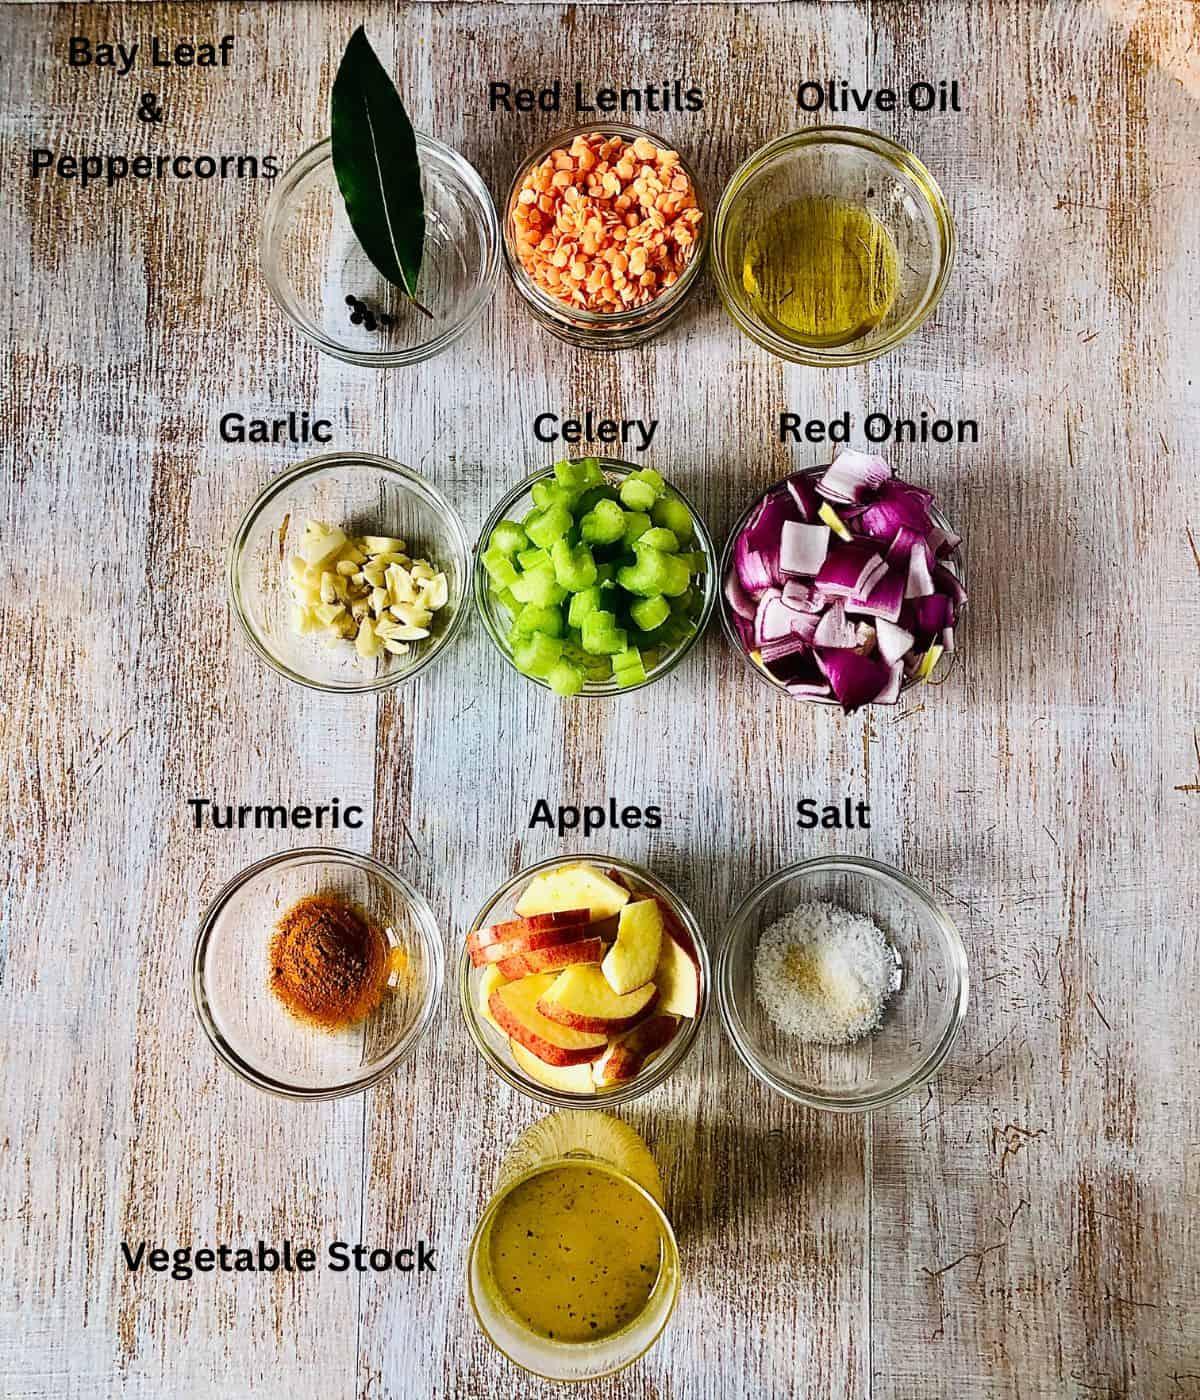 Bay Leaf
&
Peppercorns
Red Lentils
Olive Oil
Garlic
Celery
Red Onion
Turmeric
Apples
Salt
Vegetable Stock